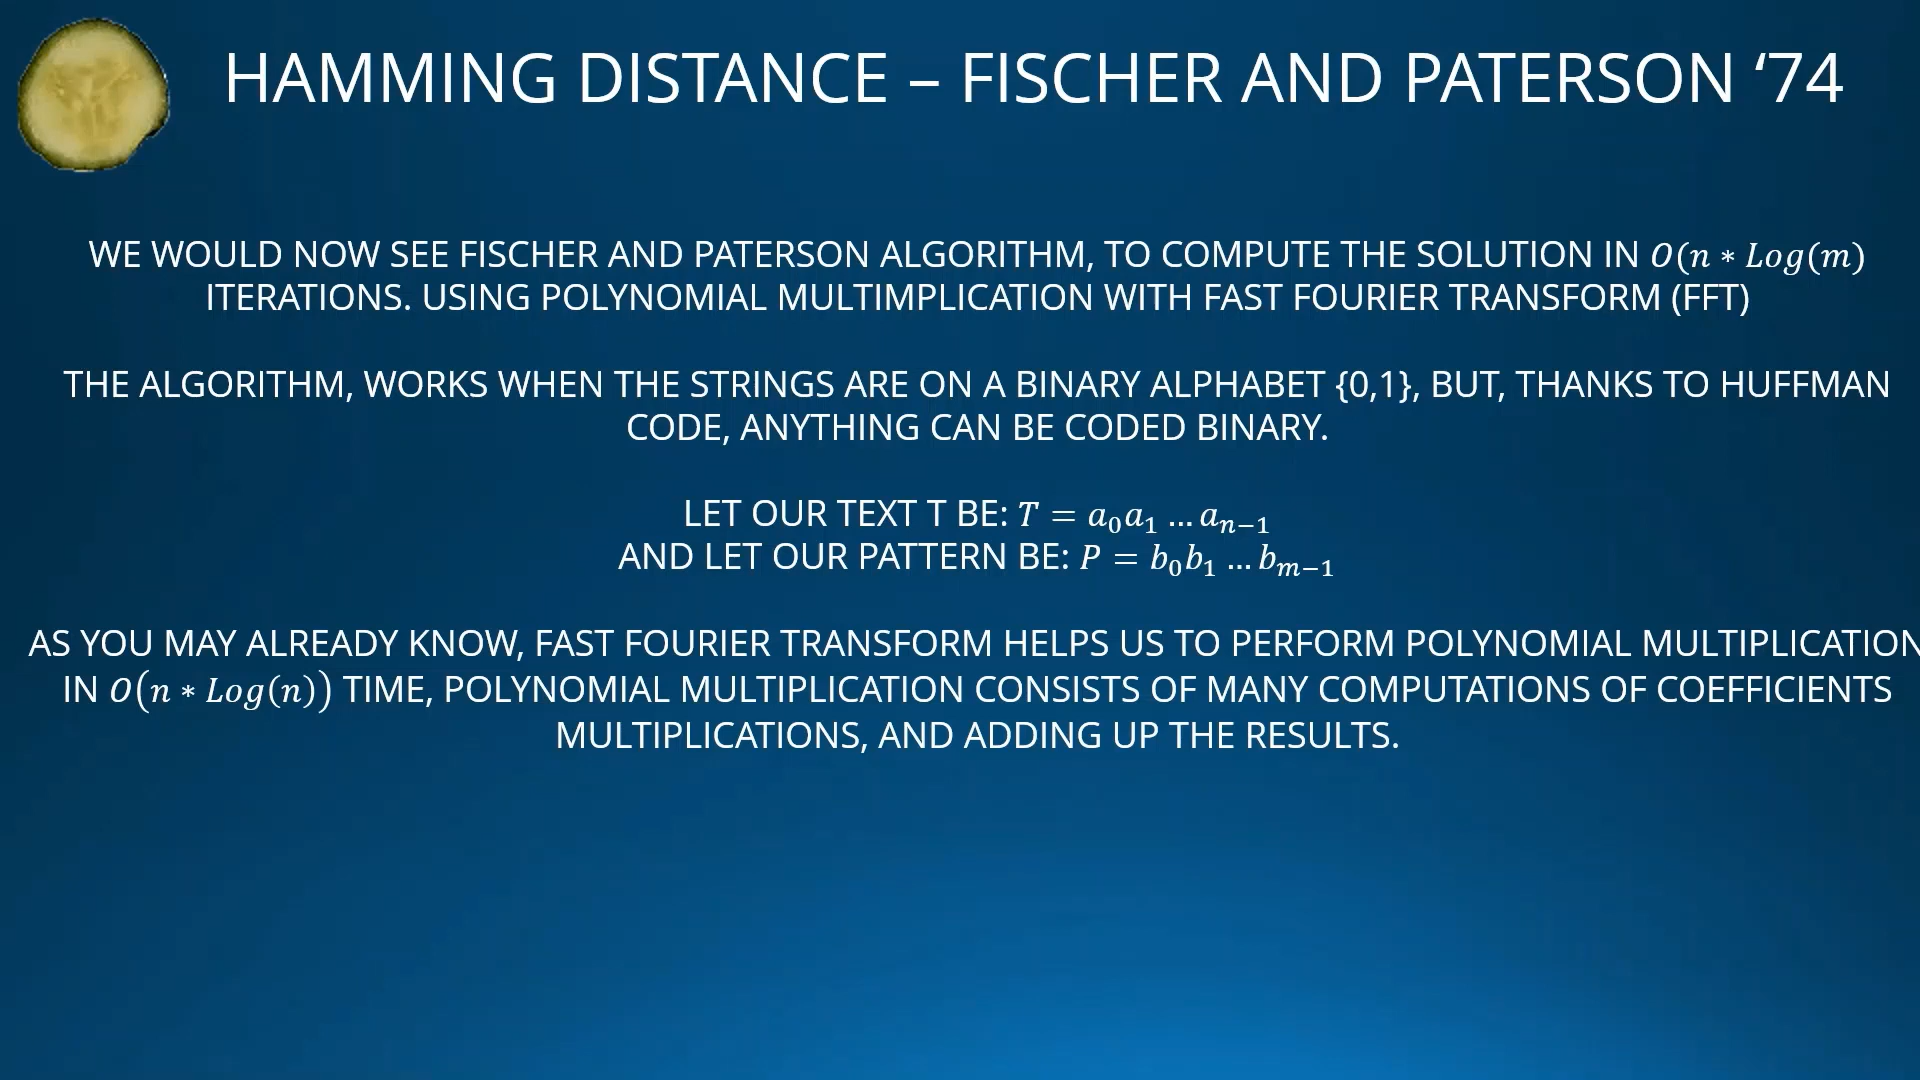 HAMMING DISTANCE – FISCHER AND PATERSON ‘74
WE WOULD NOW SEE FISCHER AND PATERSON ALGORITHM, TO COMPUTE THE SOLUTION IN O(n ∗ Log(m)
ITERATIONS. USING POLYNOMIAL MULTIMPLICATION WITH FAST FOURIER TRANSFORM (FFT)
THE ALGORITHM, WORKS WHEN THE STRINGS ARE ON A BINARY ALPHABET {0,1}, BUT, THANKS TO HUFFMAN
CODE, ANYTHING CAN BE CODED BINARY.
LET OUR TEXT T BE: T = a₀a₁ … aₙ₋₁
AND LET OUR PATTERN BE: P = b₀b₁ … bₘ₋₁
AS YOU MAY ALREADY KNOW, FAST FOURIER TRANSFORM HELPS US TO PERFORM POLYNOMIAL MULTIPLICATION
IN O(n ∗ Log(n)) TIME, POLYNOMIAL MULTIPLICATION CONSISTS OF MANY COMPUTATIONS OF COEFFICIENTS
MULTIPLICATIONS, AND ADDING UP THE RESULTS.